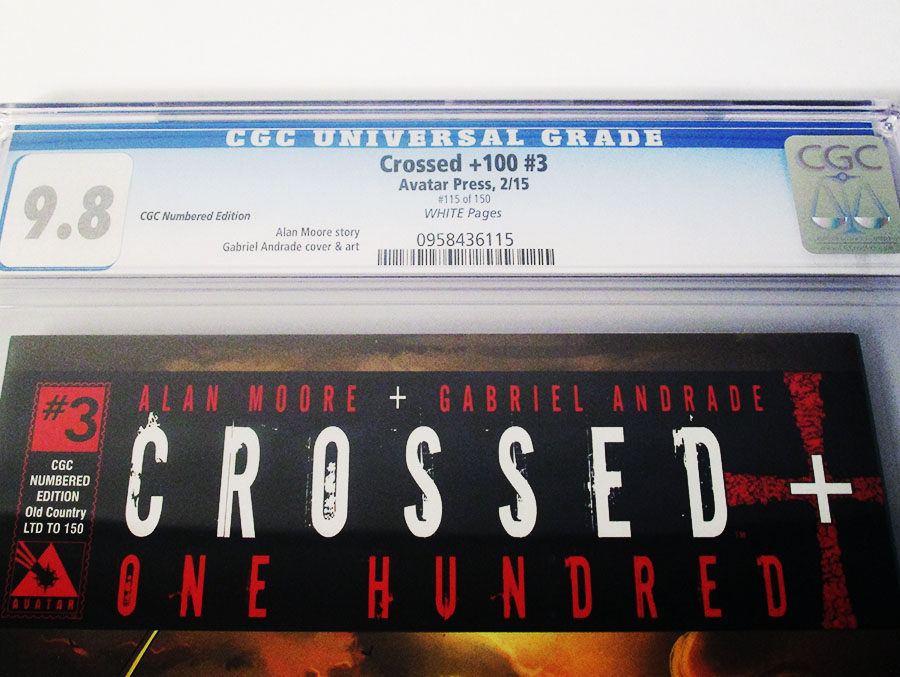 CGC UNIVERSAL GRADE
9.8
CGC Numbered Edition
Alan Moore story
Gabriel Andrade cover & art
Crossed +100 #3
Avatar Press, 2/15
#115 of 150
WHITE Pages
0958436115
CGC
#3
CGC
NUMBERED
EDITION
Old Country
LTD TO 150
AVATAR
ALAN MOORE + GABRIEL ANDRADE
CROSSED +
TM
ONE HUNDRED